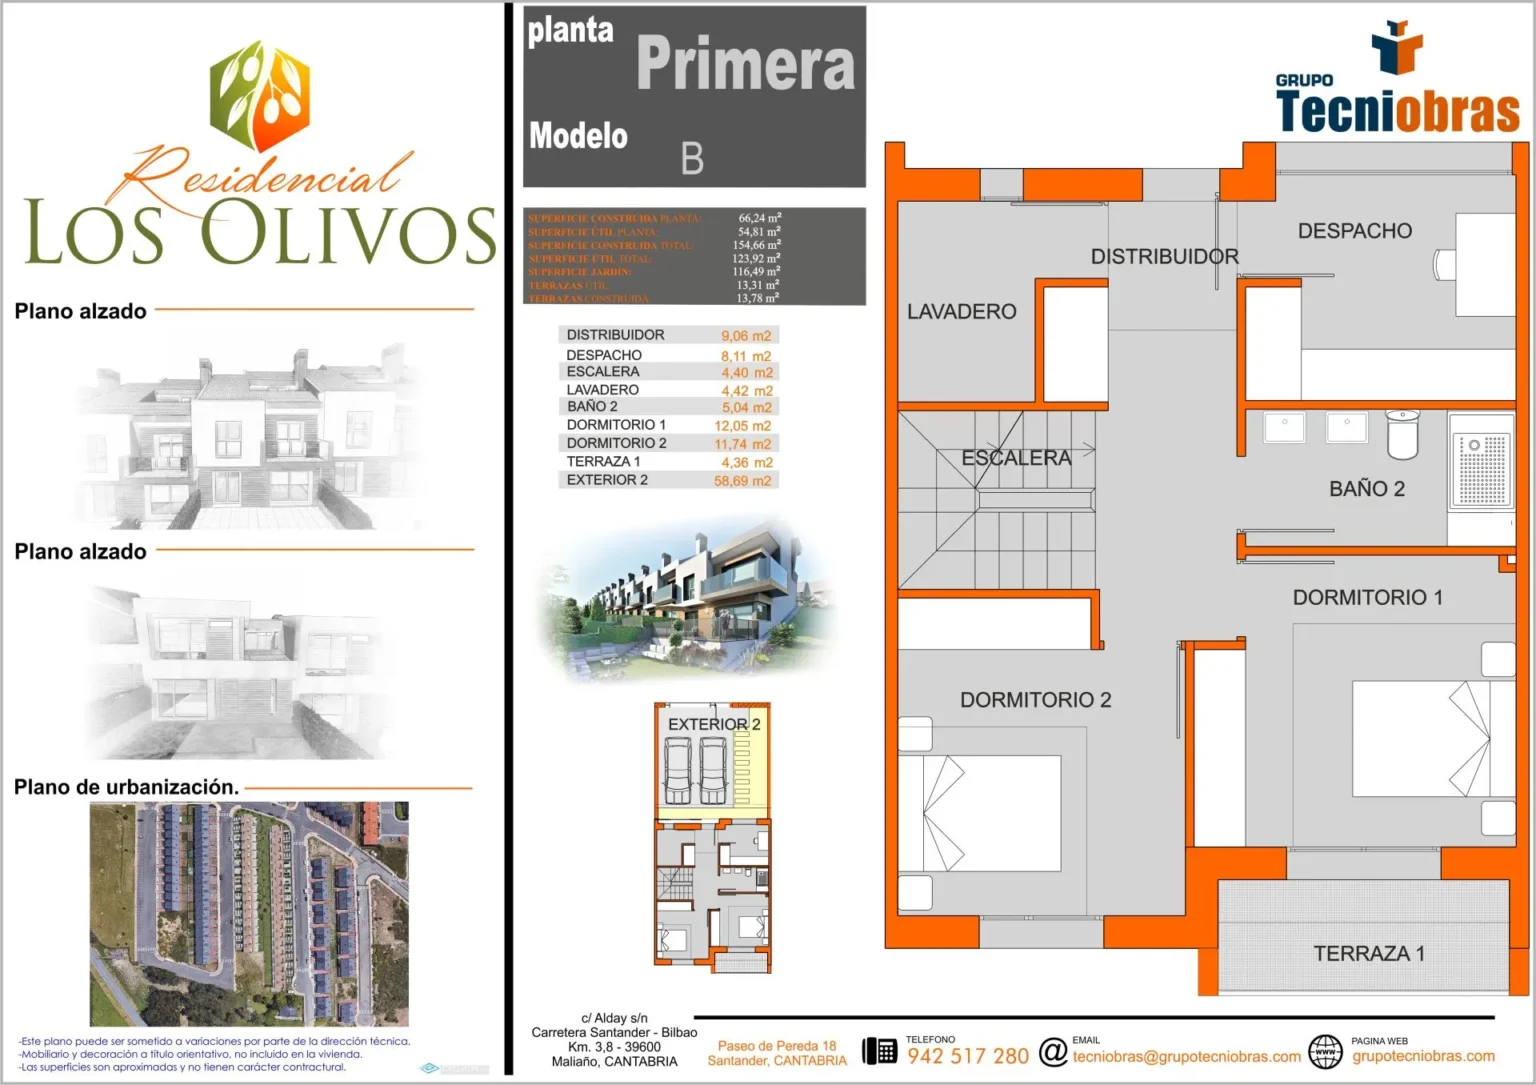 Residencial
LOS OLIVOS
Plano alzado
Plano alzado
Plano de urbanización.
-Este plano puede ser sometido a variaciones por parte de la dirección técnica.
-Mobiliario y decoración a título orientativo, no incluido en la vivienda.
-Las superficies son aproximadas y no tienen carácter contractural.
planta
Primera
Modelo
B
SUPERFICIE CONSTRUIDA PLANTA: 66,24 m²
SUPERFICIE ÚTIL PLANTA: 54,81 m²
SUPERFICIE CONSTRUIDA TOTAL: 154,66 m²
SUPERFICIE ÚTIL TOTAL: 123,92 m²
SUPERFICIE JARDÍN: 116,49 m²
TERRAZAS ÚTIL 13,31 m²
TERRAZAS CONSTRUIDA 13,78 m²
DISTRIBUIDOR 9,06 m2
DESPACHO 8,11 m2
ESCALERA 4,40 m2
LAVADERO 4,42 m2
BAÑO 2 5,04 m2
DORMITORIO 1 12,05 m2
DORMITORIO 2 11,74 m2
TERRAZA 1 4,36 m2
EXTERIOR 2 58,69 m2
EXTERIOR 2
GRUPO
Tecniobras
DESPACHO
DISTRIBUIDOR
LAVADERO
ESCALERA
BAÑO 2
DORMITORIO 1
DORMITORIO 2
TERRAZA 1
c/ Alday s/n
Carretera Santander - Bilbao
Km. 3,8 - 39600
Maliaño, CANTABRIA
Paseo de Pereda 18
Santander, CANTABRIA
TELEFONO
942 517 280
EMAIL
tecniobras@grupotecniobras.com
WWW
PAGINA WEB
grupotecniobras.com